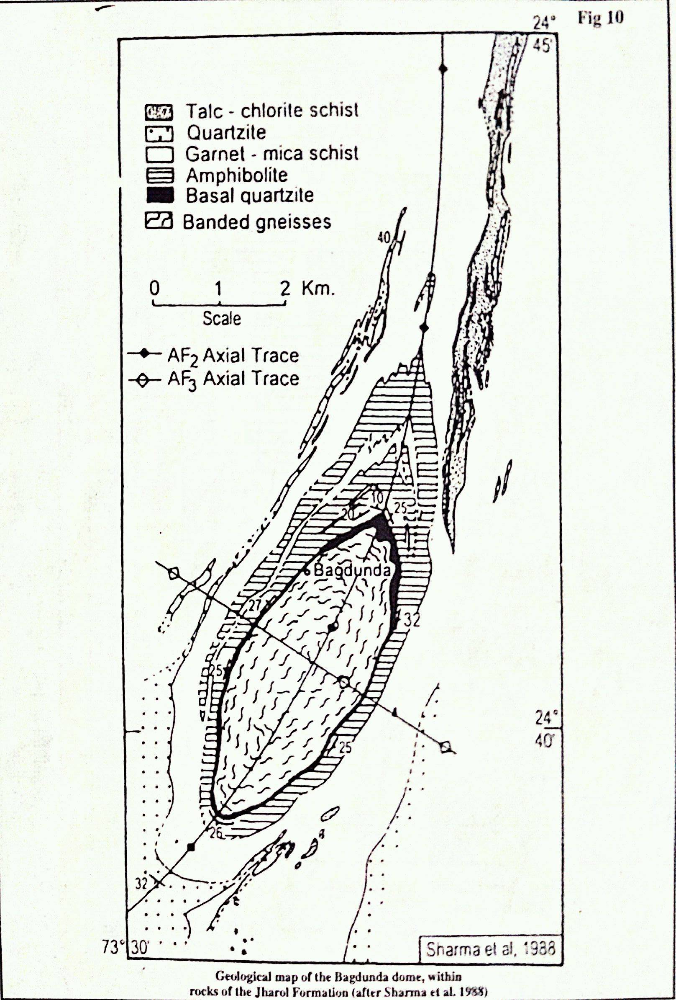 Fig 10
24°
45'
Talc - chlorite schist
Quartzite
Garnet - mica schist
Amphibolite
Basal quartzite
Banded gneisses
40
0 1 2 Km.
Scale
AF2 Axial Trace
AF3 Axial Trace
10
20
25
Bagdunda
27
32
25
24°
40'
25
26
32
73° 30'
Sharma et al, 1988
Geological map of the Bagdunda dome, within
rocks of the Jharol Formation (after Sharma et al. 1988)